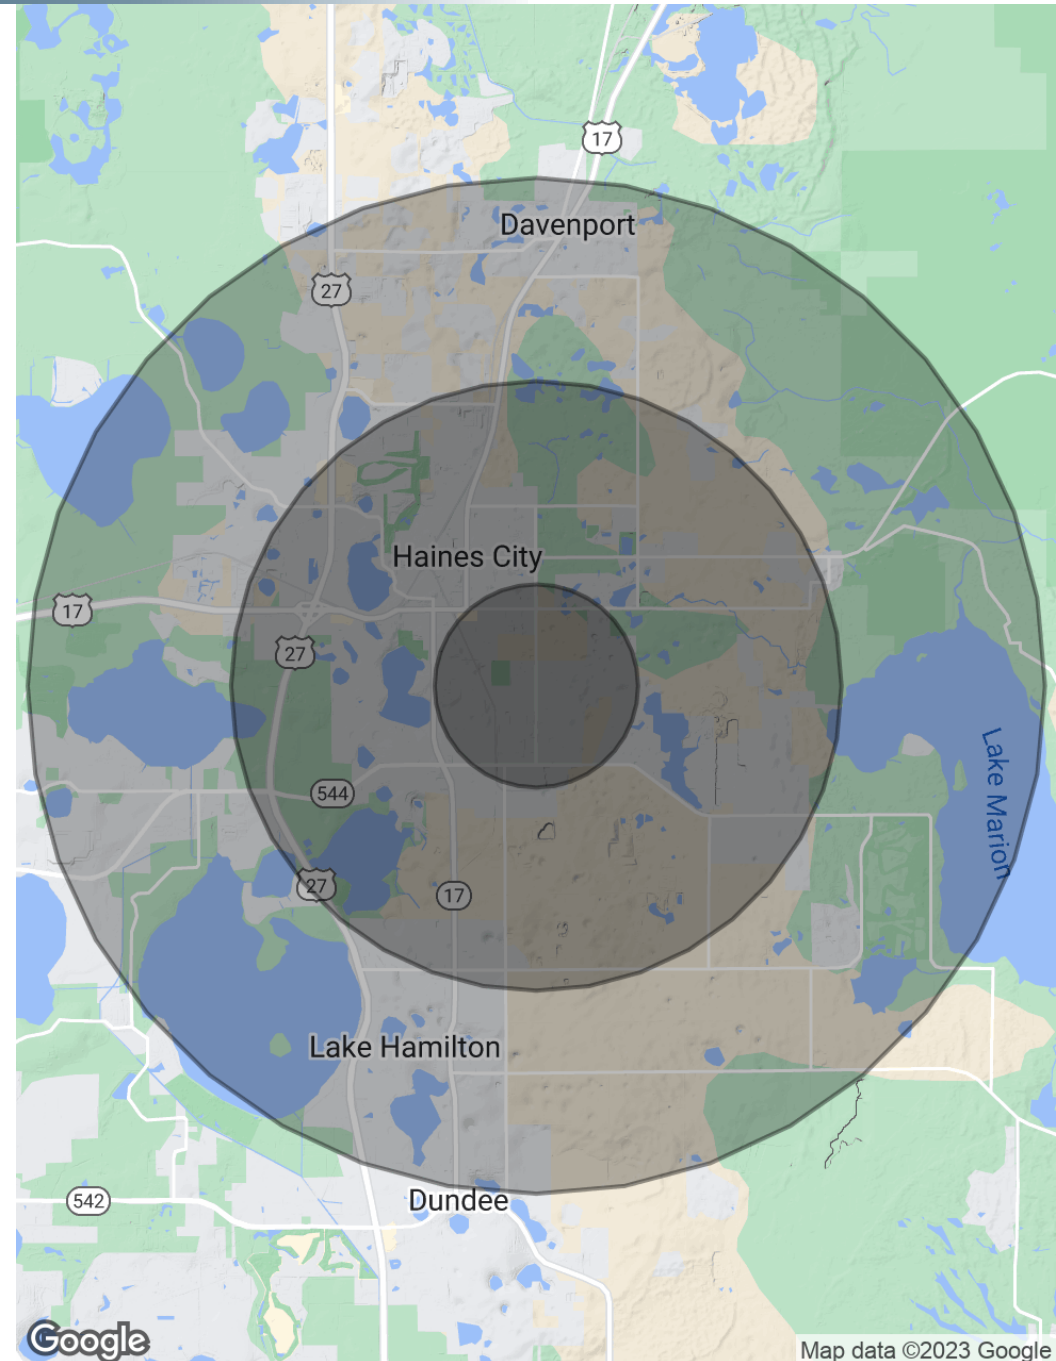 17
Davenport
27
Haines City
17
27
Lake Marion
544
27
17
Lake Hamilton
Dundee
542
Google
Map data ©2023 Google